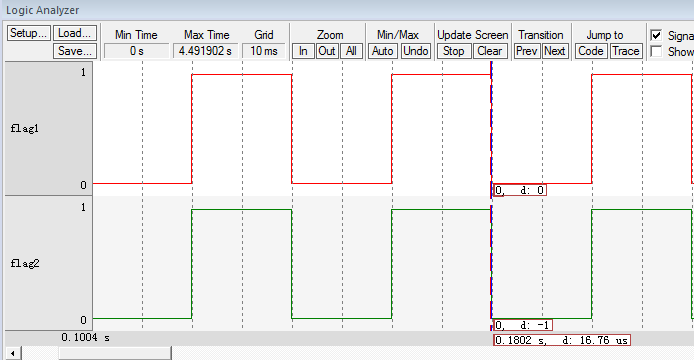 Logic Analyzer
Setup... Load... Min Time Max Time Grid Zoom Min/Max Update Screen Transition Jump to Signa
Save... 0 s 4.491902 s 10 ms In Out All Auto Undo Stop Clear Prev Next Code Trace Show
1
flag1
0
0, d: 0
1
flag2
0
0, d: -1
0.1004 s
0.1802 s, d: 16.76 us